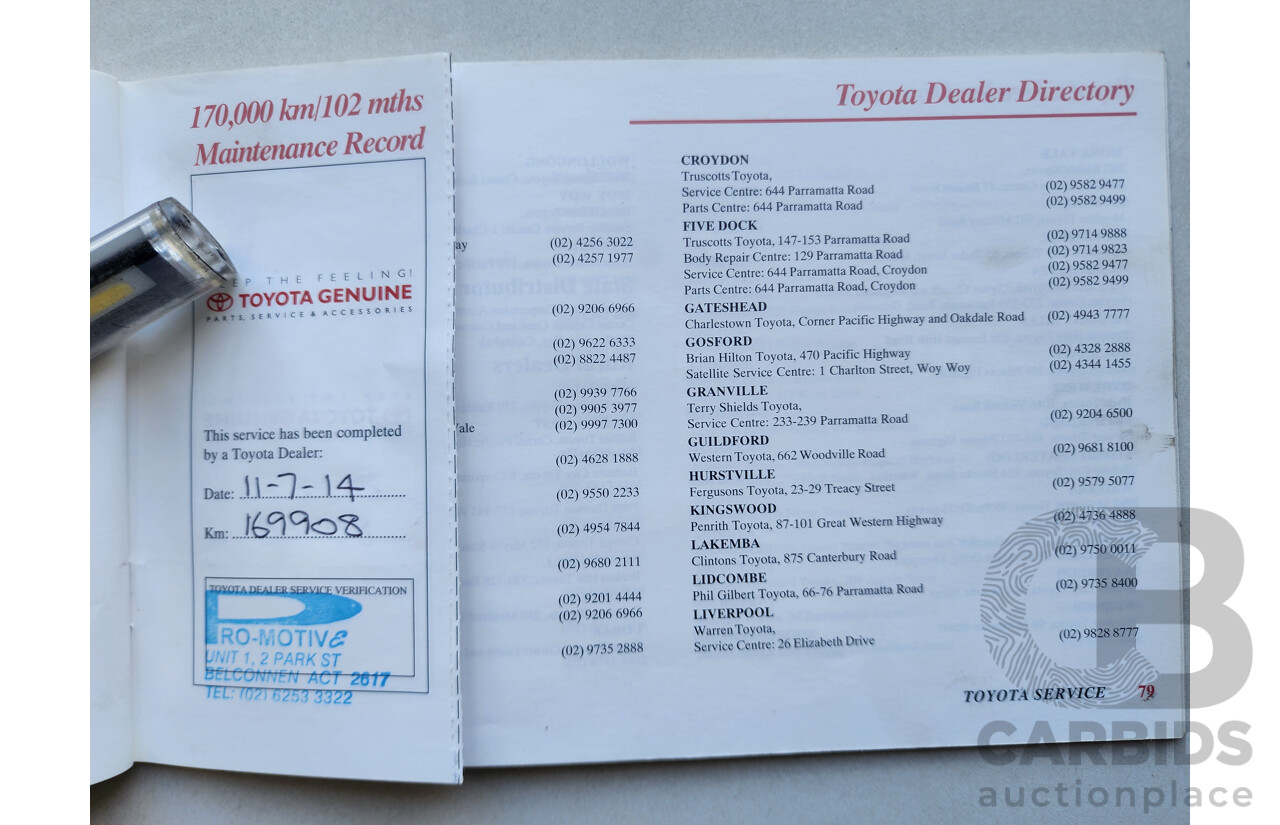 170,000 km/102 mths
Maintenance Record
EP THE FEELING!
TOYOTA GENUINE
PARTS, SERVICE & ACCESSORIES
This service has been completed
by a Toyota Dealer:
Date: 11-7-14
Km: 169908
TOYOTA DEALER SERVICE VERIFICATION
PRO-MOTIVE
UNIT 1, 2 PARK ST
BELCONNEN ACT 2617
TEL: (02) 6253 3322
ay (02) 4256 3022
(02) 4257 1977
(02) 9206 6966
(02) 9622 6333
(02) 8822 4487
(02) 9939 7766
(02) 9905 3977
Vale (02) 9997 7300
(02) 4628 1888
(02) 9550 2233
(02) 4954 7844
(02) 9680 2111
(02) 9201 4444
(02) 9206 6966
(02) 9735 2888
Toyota Dealer Directory
CROYDON
Truscotts Toyota,
Service Centre: 644 Parramatta Road (02) 9582 9477
Parts Centre: 644 Parramatta Road (02) 9582 9499
FIVE DOCK
Truscotts Toyota, 147-153 Parramatta Road (02) 9714 9888
Body Repair Centre: 129 Parramatta Road (02) 9714 9823
Service Centre: 644 Parramatta Road, Croydon (02) 9582 9477
Parts Centre: 644 Parramatta Road, Croydon (02) 9582 9499
GATESHEAD
Charlestown Toyota, Corner Pacific Highway and Oakdale Road (02) 4943 7777
GOSFORD
Brian Hilton Toyota, 470 Pacific Highway (02) 4328 2888
Satellite Service Centre: 1 Charlton Street, Woy Woy (02) 4344 1455
GRANVILLE
Terry Shields Toyota,
Service Centre: 233-239 Parramatta Road (02) 9204 6500
GUILDFORD
Western Toyota, 662 Woodville Road (02) 9681 8100
HURSTVILLE
Fergusons Toyota, 23-29 Treacy Street (02) 9579 5077
KINGSWOOD
Penrith Toyota, 87-101 Great Western Highway (02) 4736 4888
LAKEMBA
Clintons Toyota, 875 Canterbury Road (02) 9750 0011
LIDCOMBE
Phil Gilbert Toyota, 66-76 Parramatta Road (02) 9735 8400
LIVERPOOL
Warren Toyota,
Service Centre: 26 Elizabeth Drive (02) 9828 8777
TOYOTA SERVICE 79
CB
CARBIDS
auctionplace